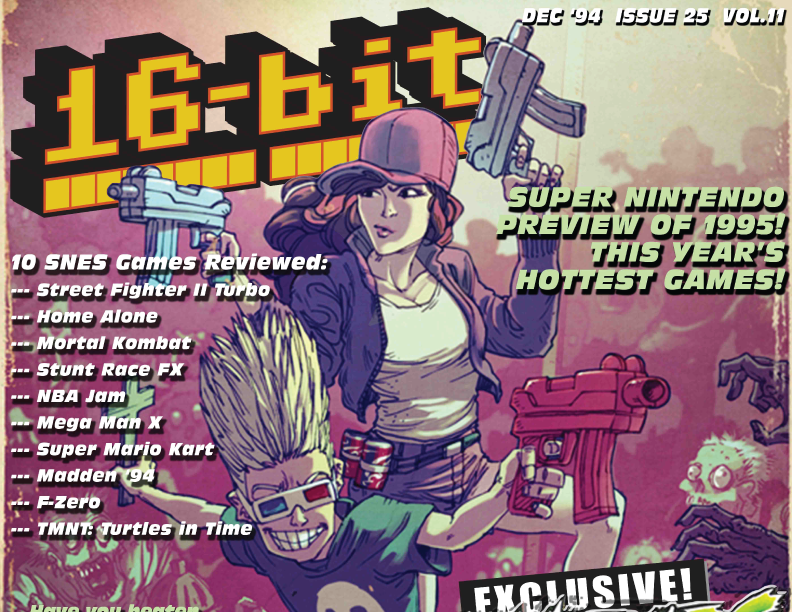 DEC '94 ISSUE 25 VOL.11
16-bit
SUPER NINTENDO
PREVIEW OF 1995!
THIS YEAR'S
HOTTEST GAMES!
10 SNES Games Reviewed:
--- Street Fighter II Turbo
--- Home Alone
--- Mortal Kombat
--- Stunt Race FX
--- NBA Jam
--- Mega Man X
--- Super Mario Kart
--- Madden '94
--- F-Zero
--- TMNT: Turtles in Time
EXCLUSIVE!
Have you beaten